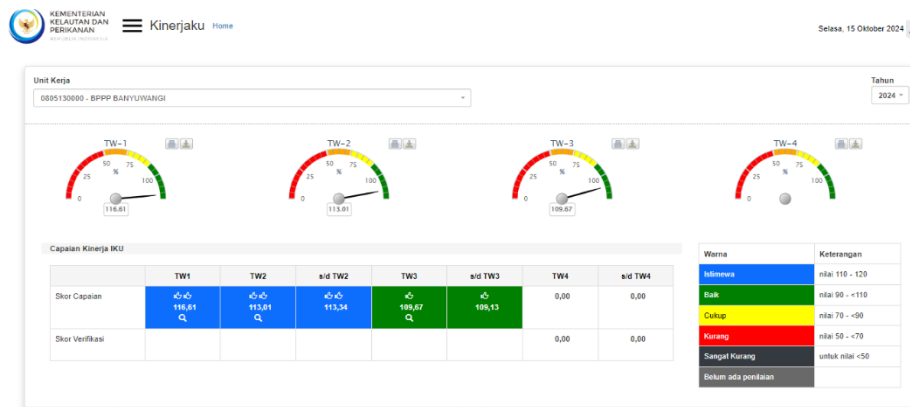 KEMENTERIAN
KELAUTAN DAN
PERIKANAN
REPUBLIK INDONESIA
Kinerjaku Home
Selasa, 15 Oktober 2024
Unit Kerja
Tahun
0805130000 - BPPP BANYUWANGI
2024
TW-1
TW-2
TW-3
TW-4
0 25 50 75 100 %
116.61
0 25 50 75 100 %
113.01
0 25 50 75 100 %
109.67
0 25 50 75 100 %
Capaian Kinerja IKU
TW1 TW2 s/d TW2 TW3 s/d TW3 TW4 s/d TW4
Skor Capaian 116,61 113,01 113,34 109,67 109,13 0,00 0,00
Skor Verifikasi 0,00 0,00
Warna Keterangan
Istimewa nilai 110 - 120
Baik nilai 90 - <110
Cukup nilai 70 - <90
Kurang nilai 50 - <70
Sangat Kurang untuk nilai <50
Belum ada penilaian